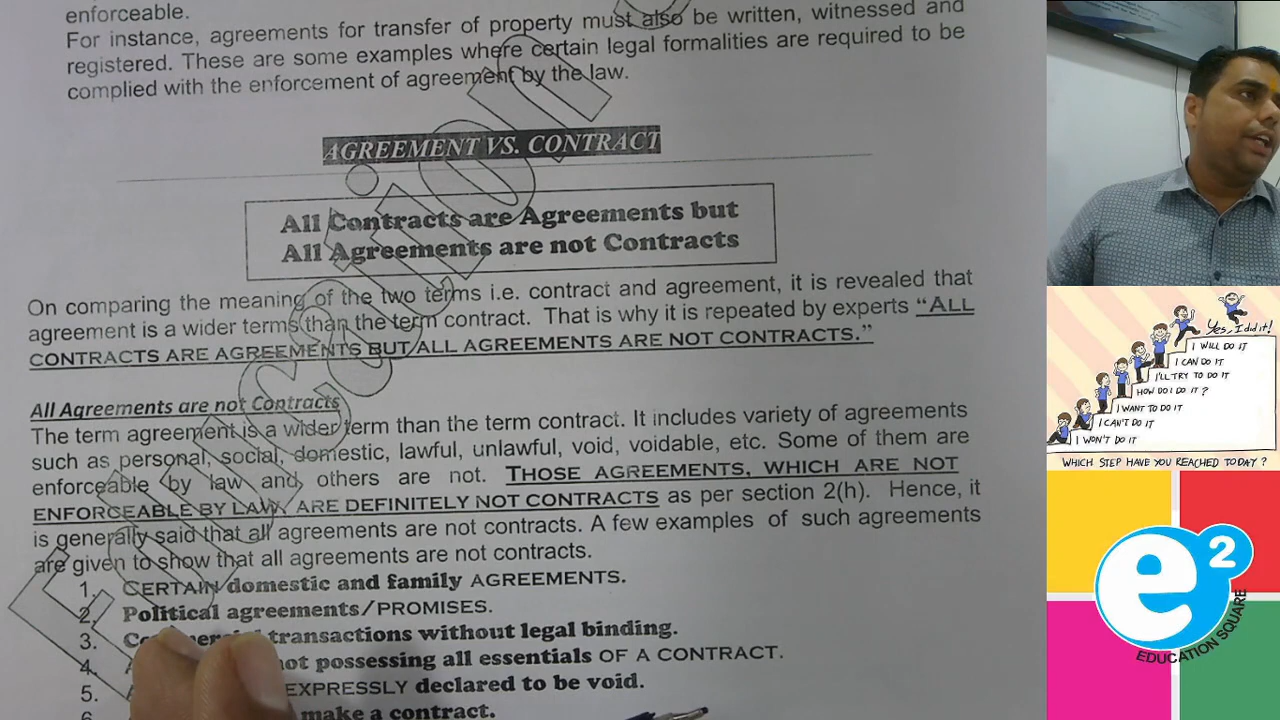 enforceable.
For instance, agreements for transfer of property must also be written, witnessed and
registered. These are some examples where certain legal formalities are required to be
complied with the enforcement of agreement by the law.
AGREEMENT VS. CONTRACT
All Contracts are Agreements but
All Agreements are not Contracts
On comparing the meaning of the two terms i.e. contract and agreement, it is revealed that
agreement is a wider terms than the term contract. That is why it is repeated by experts “ALL
CONTRACTS ARE AGREEMENTS BUT ALL AGREEMENTS ARE NOT CONTRACTS.”
All Agreements are not Contracts
The term agreement is a wider term than the term contract. It includes variety of agreements
such as personal, social, domestic, lawful, unlawful, void, voidable, etc. Some of them are
enforceable by law and others are not. THOSE AGREEMENTS, WHICH ARE NOT
ENFORCEABLE BY LAW, ARE DEFINITELY NOT CONTRACTS as per section 2(h). Hence, it
is generally said that all agreements are not contracts. A few examples of such agreements
are given to show that all agreements are not contracts.
1. CERTAIN domestic and family AGREEMENTS.
2. Political agreements/PROMISES.
3. transactions without legal binding.
4. not possessing all essentials OF A CONTRACT.
5. EXPRESSLY declared to be void.
6. make a contract.
Yes, I did it!
I WILL DO IT
I CAN DO IT
I'LL TRY TO DO IT
HOW DO I DO IT?
I WANT TO DO IT
I CAN'T DO IT
I WON'T DO IT
WHICH STEP HAVE YOU REACHED TODAY?
e2
EDUCATION SQUARE